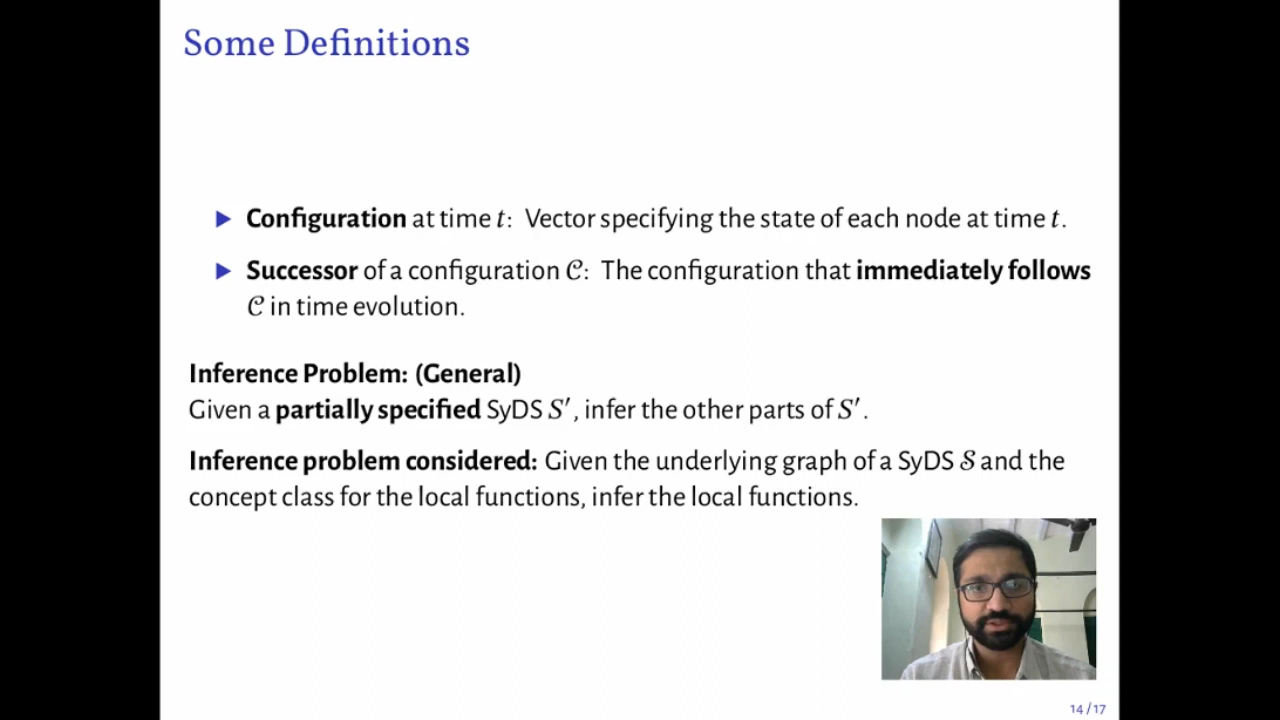 Some Definitions
▶ Configuration at time t: Vector specifying the state of each node at time t.
▶ Successor of a configuration 𝒞: The configuration that immediately follows
𝒞 in time evolution.
Inference Problem: (General)
Given a partially specified SyDS S′, infer the other parts of S′.
Inference problem considered: Given the underlying graph of a SyDS 𝒮 and the
concept class for the local functions, infer the local functions.
14 / 17